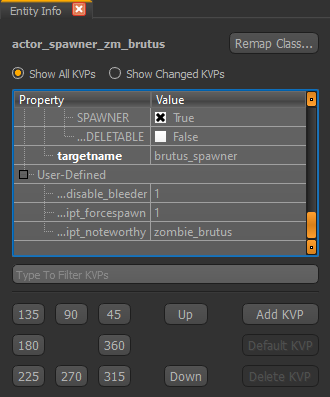 Entity Info
actor_spawner_zm_brutus
Remap Class...
Show All KVPs
Show Changed KVPs
Property Value
SPAWNER True
...DELETABLE False
targetname brutus_spawner
User-Defined
...disable_bleeder 1
...ipt_forcespawn 1
...ipt_noteworthy zombie_brutus
Type To Filter KVPs
135 90 45 Up Add KVP
180 360 Default KVP
225 270 315 Down Delete KVP